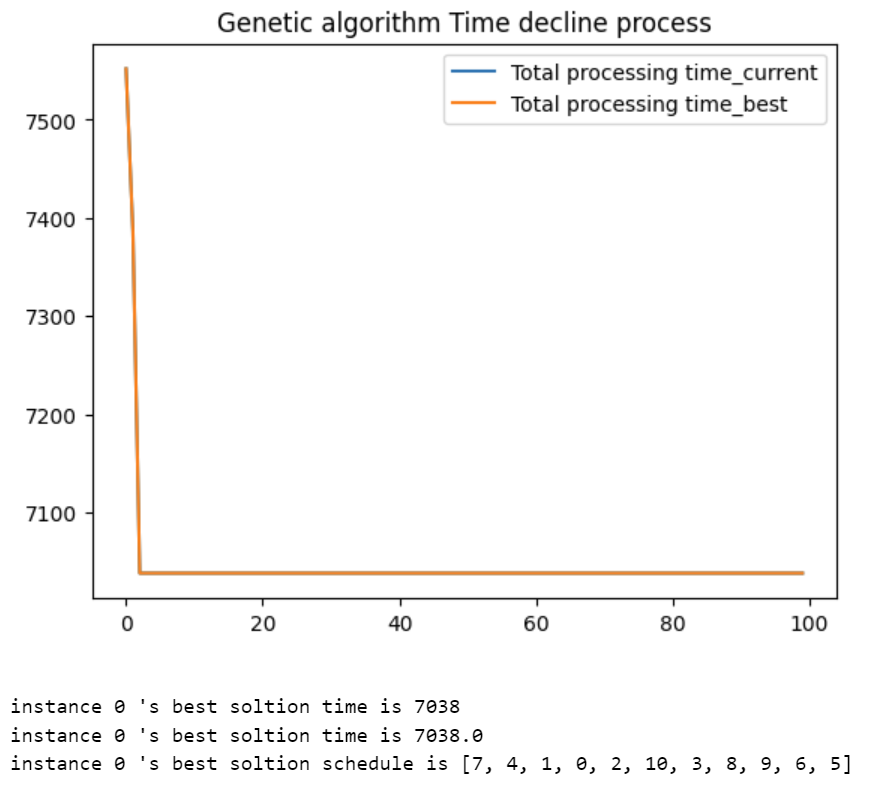 Genetic algorithm Time decline process
Total processing time_current
Total processing time_best
7500
7400
7300
7200
7100
0 20 40 60 80 100
instance 0 's best soltion time is 7038
instance 0 's best soltion time is 7038.0
instance 0 's best soltion schedule is [7, 4, 1, 0, 2, 10, 3, 8, 9, 6, 5]